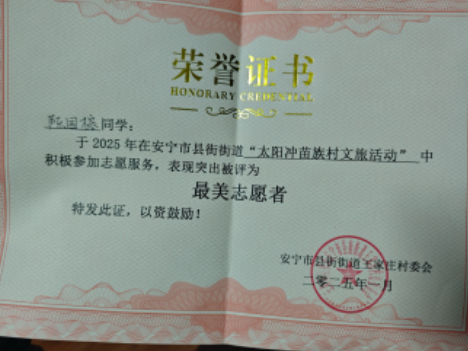 荣誉证书
HONORARY CREDENTIAL
同学：
于 2025 年在安宁市县街街道“太阳冲苗族村文旅活动” 中
积极参加志愿服务，表现突出被评为
最美志愿者
特发此证，以资鼓励！
安宁市县街街道王家庄村委会
二零二五年一月